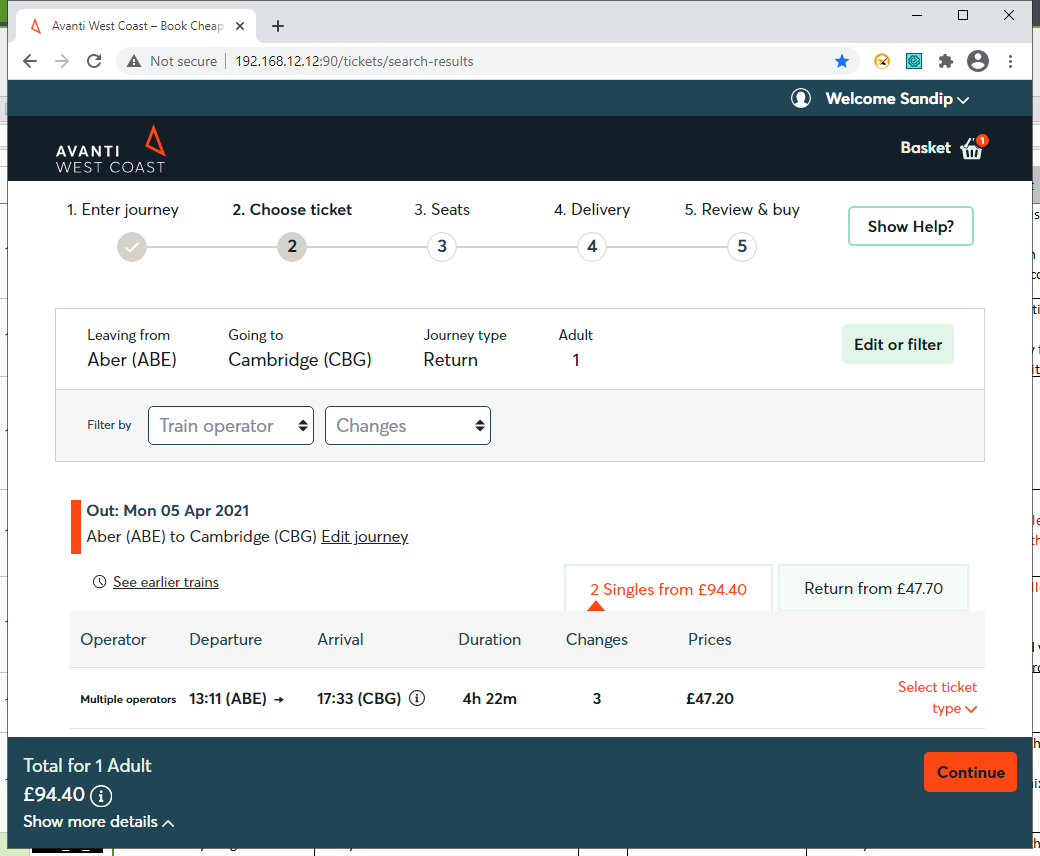 Avanti West Coast – Book Cheap
Not secure 192.168.12.12:90/tickets/search-results
Welcome Sandip
AVANTI
WEST COAST
Basket 1
1. Enter journey 2. Choose ticket 3. Seats 4. Delivery 5. Review & buy
Show Help?
2 3 4 5
Leaving from Going to Journey type Adult
Aber (ABE) Cambridge (CBG) Return 1
Edit or filter
Filter by Train operator Changes
Out: Mon 05 Apr 2021
Aber (ABE) to Cambridge (CBG) Edit journey
See earlier trains
2 Singles from £94.40 Return from £47.70
Operator Departure Arrival Duration Changes Prices
Multiple operators 13:11 (ABE) → 17:33 (CBG) 4h 22m 3 £47.20
Select ticket
type
Total for 1 Adult
£94.40
Show more details
Continue